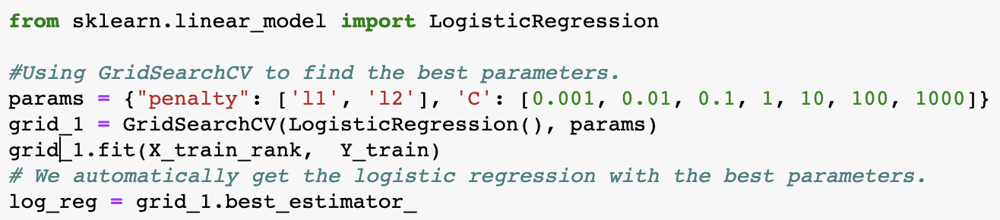 from sklearn.linear_model import LogisticRegression
#Using GridSearchCV to find the best parameters.
params = {"penalty": ['l1', 'l2'], 'C': [0.001, 0.01, 0.1, 1, 10, 100, 1000]}
grid_1 = GridSearchCV(LogisticRegression(), params)
grid_1.fit(X_train_rank,  Y_train)
# We automatically get the logistic regression with the best parameters.
log_reg = grid_1.best_estimator_